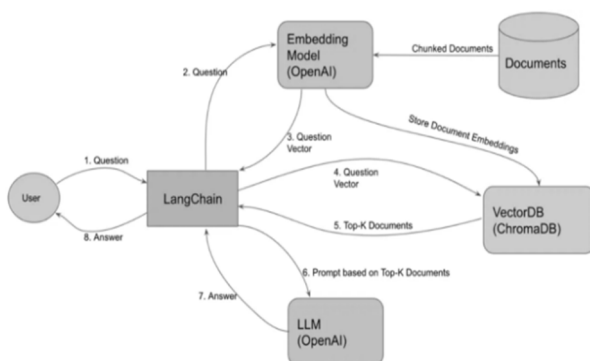 Embedding
Model
(OpenAI)
Chunked Documents
Documents
2. Question
3. Question
Vector
Store Document Embeddings
1. Question
4. Question
Vector
User
LangChain
VectorDB
(ChromaDB)
5. Top-K Documents
8. Answer
6. Prompt based on Top-K Documents
7. Answer
LLM
(OpenAI)